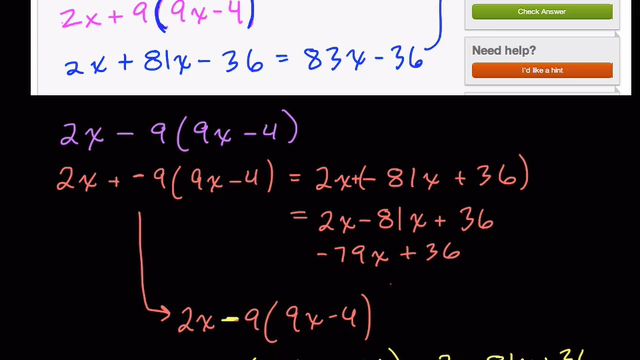 2x + 9(9x - 4)
2x + 81x - 36 = 83x - 36
Check Answer
Need help?
I'd like a hint
2x - 9(9x - 4)
2x + -9(9x - 4) = 2x + (-81x + 36)
= 2x - 81x + 36
-79x + 36
2x - 9(9x - 4)